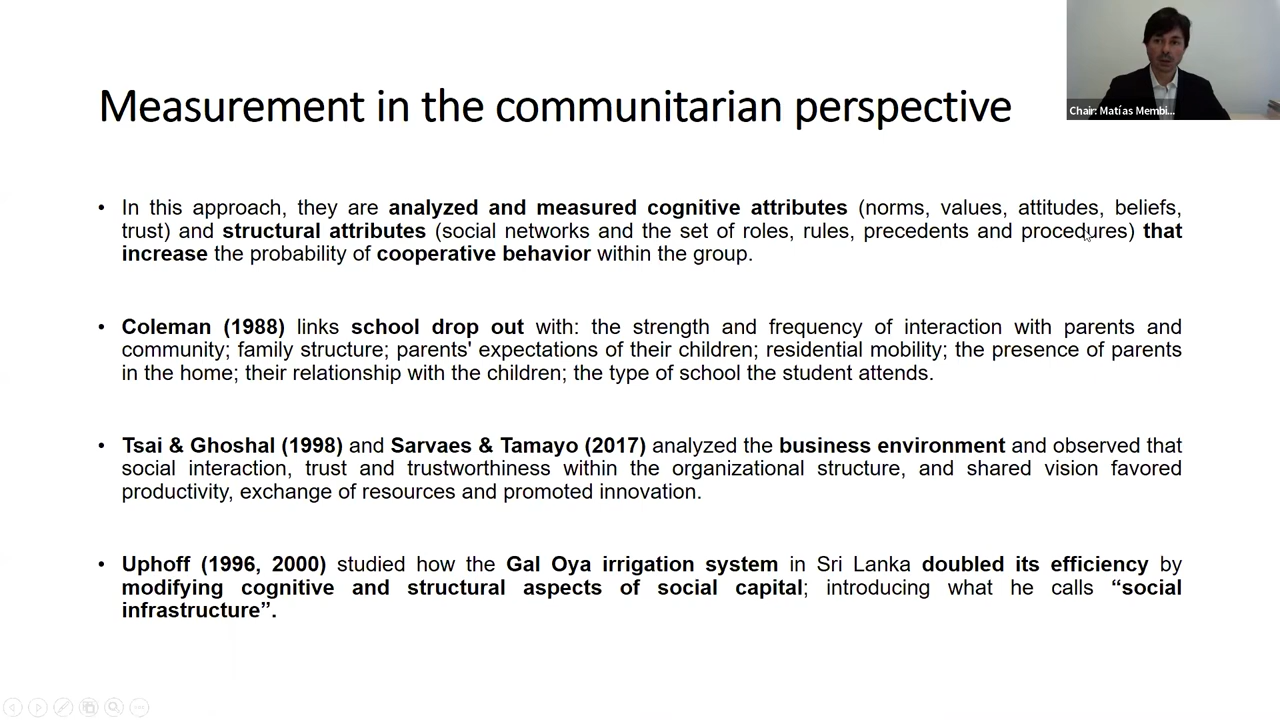 Measurement in the communitarian perspective
Chair: Matías Membi...
• In this approach, they are analyzed and measured cognitive attributes (norms, values, attitudes, beliefs,
trust) and structural attributes (social networks and the set of roles, rules, precedents and procedures) that
increase the probability of cooperative behavior within the group.
• Coleman (1988) links school drop out with: the strength and frequency of interaction with parents and
community; family structure; parents' expectations of their children; residential mobility; the presence of parents
in the home; their relationship with the children; the type of school the student attends.
• Tsai & Ghoshal (1998) and Sarvaes & Tamayo (2017) analyzed the business environment and observed that
social interaction, trust and trustworthiness within the organizational structure, and shared vision favored
productivity, exchange of resources and promoted innovation.
• Uphoff (1996, 2000) studied how the Gal Oya irrigation system in Sri Lanka doubled its efficiency by
modifying cognitive and structural aspects of social capital; introducing what he calls “social
infrastructure”.